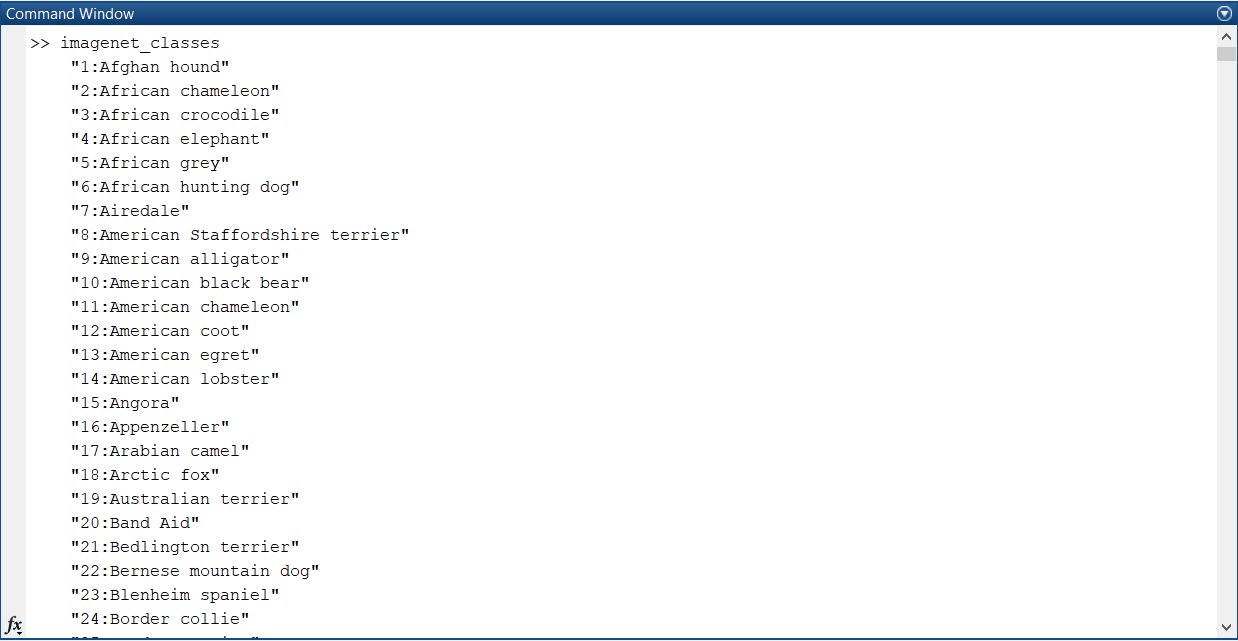 Command Window
>> imagenet_classes
"1:Afghan hound"
"2:African chameleon"
"3:African crocodile"
"4:African elephant"
"5:African grey"
"6:African hunting dog"
"7:Airedale"
"8:American Staffordshire terrier"
"9:American alligator"
"10:American black bear"
"11:American chameleon"
"12:American coot"
"13:American egret"
"14:American lobster"
"15:Angora"
"16:Appenzeller"
"17:Arabian camel"
"18:Arctic fox"
"19:Australian terrier"
"20:Band Aid"
"21:Bedlington terrier"
"22:Bernese mountain dog"
"23:Blenheim spaniel"
"24:Border collie"
fx